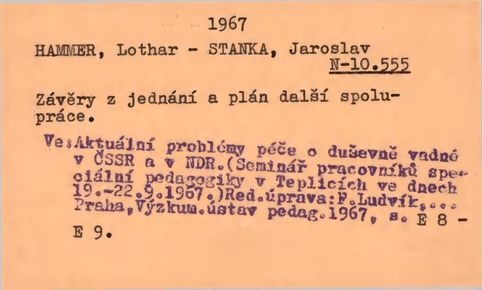 1967
HAMMER, Lothar - STANKA, Jaroslav
N-10.555
Závěry z jednání a plán další spolu-
práce.
Ve:Aktuální problémy péče o duševně vadné
v ČSSR a v NDR.(Seminář pracovníků spe-
ciální pedagogiky v Teplicích ve dnech
19.-22.9.1967.)Red.úprava:F.Ludvík,...
Praha,Výzkum.ústav pedag.1967, s. E 8 -
E 9.